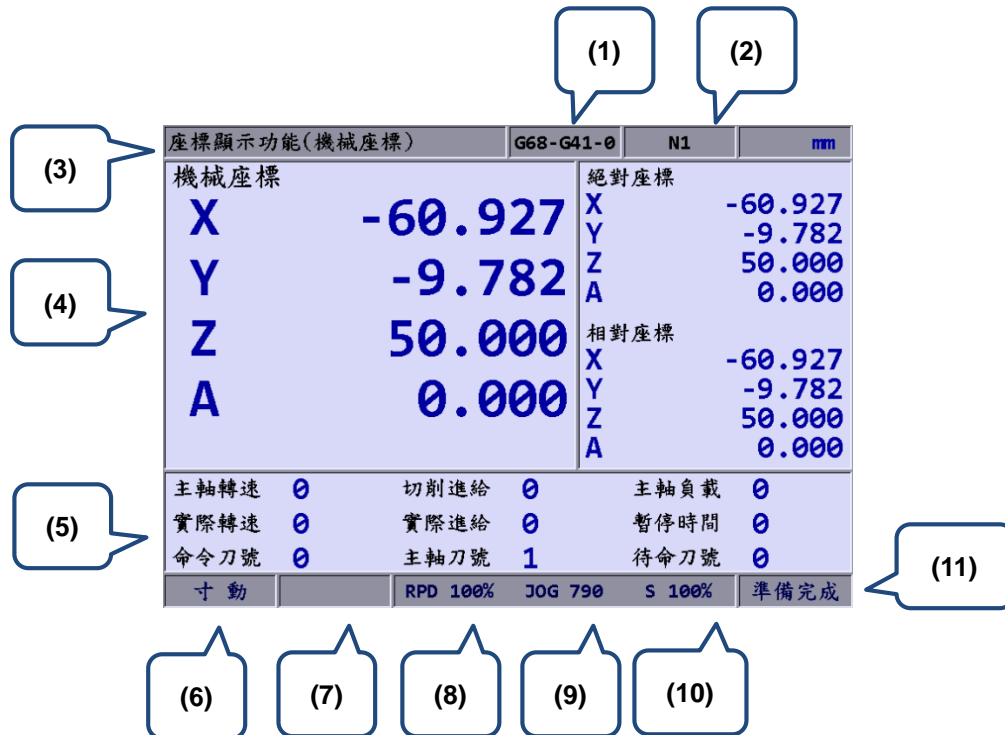 (1)
(2)
(3)
座標顯示功能(機械座標) G68-G41-0 N1 mm
機械座標
X -60.927
Y -9.782
Z 50.000
A 0.000
絕對座標
X -60.927
Y -9.782
Z 50.000
A 0.000
相對座標
X -60.927
Y -9.782
Z 50.000
A 0.000
(4)
(5)
主軸轉速 0 切削進給 0 主軸負載 0
實際轉速 0 實際進給 0 暫停時間 0
命令刀號 0 主軸刀號 1 待命刀號 0
寸動 RPD 100% JOG 790 S 100% 準備完成
(11)
(6)
(7)
(8)
(9)
(10)